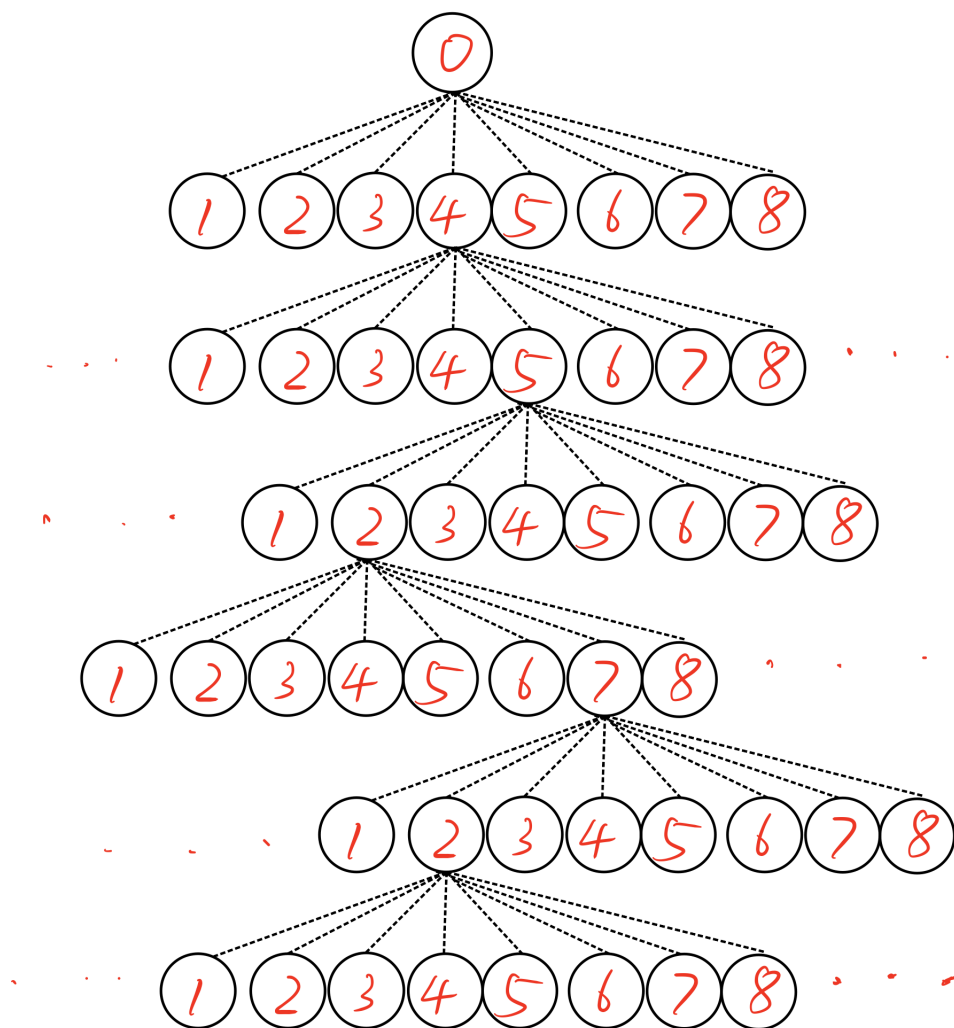 0
1 2 3 4 5 6 7 8
. . . 1 2 3 4 5 6 7 8 . . .
. . . 1 2 3 4 5 6 7 8
1 2 3 4 5 6 7 8 . . .
. . . 1 2 3 4 5 6 7 8
. . . 1 2 3 4 5 6 7 8 . . .